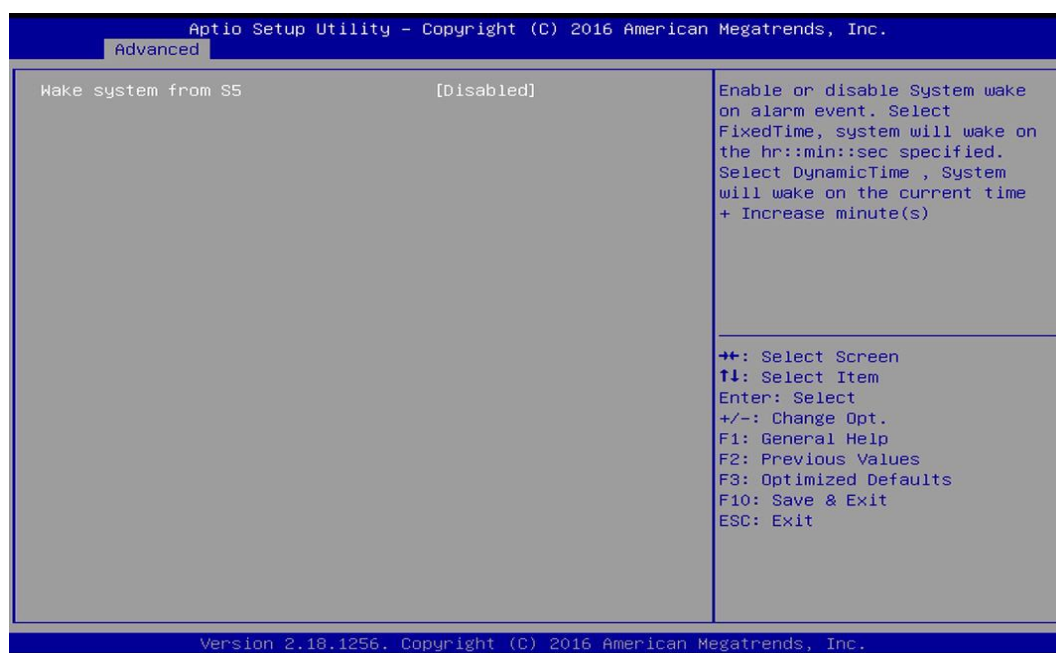 Aptio Setup Utility – Copyright (C) 2016 American Megatrends, Inc.
Advanced
Wake system from S5 [Disabled]
Enable or disable System wake
on alarm event. Select
FixedTime, system will wake on
the hr::min::sec specified.
Select DynamicTime , System
will wake on the current time
+ Increase minute(s)
→←: Select Screen
↑↓: Select Item
Enter: Select
+/-: Change Opt.
F1: General Help
F2: Previous Values
F3: Optimized Defaults
F10: Save & Exit
ESC: Exit
Version 2.18.1256. Copyright (C) 2016 American Megatrends, Inc.